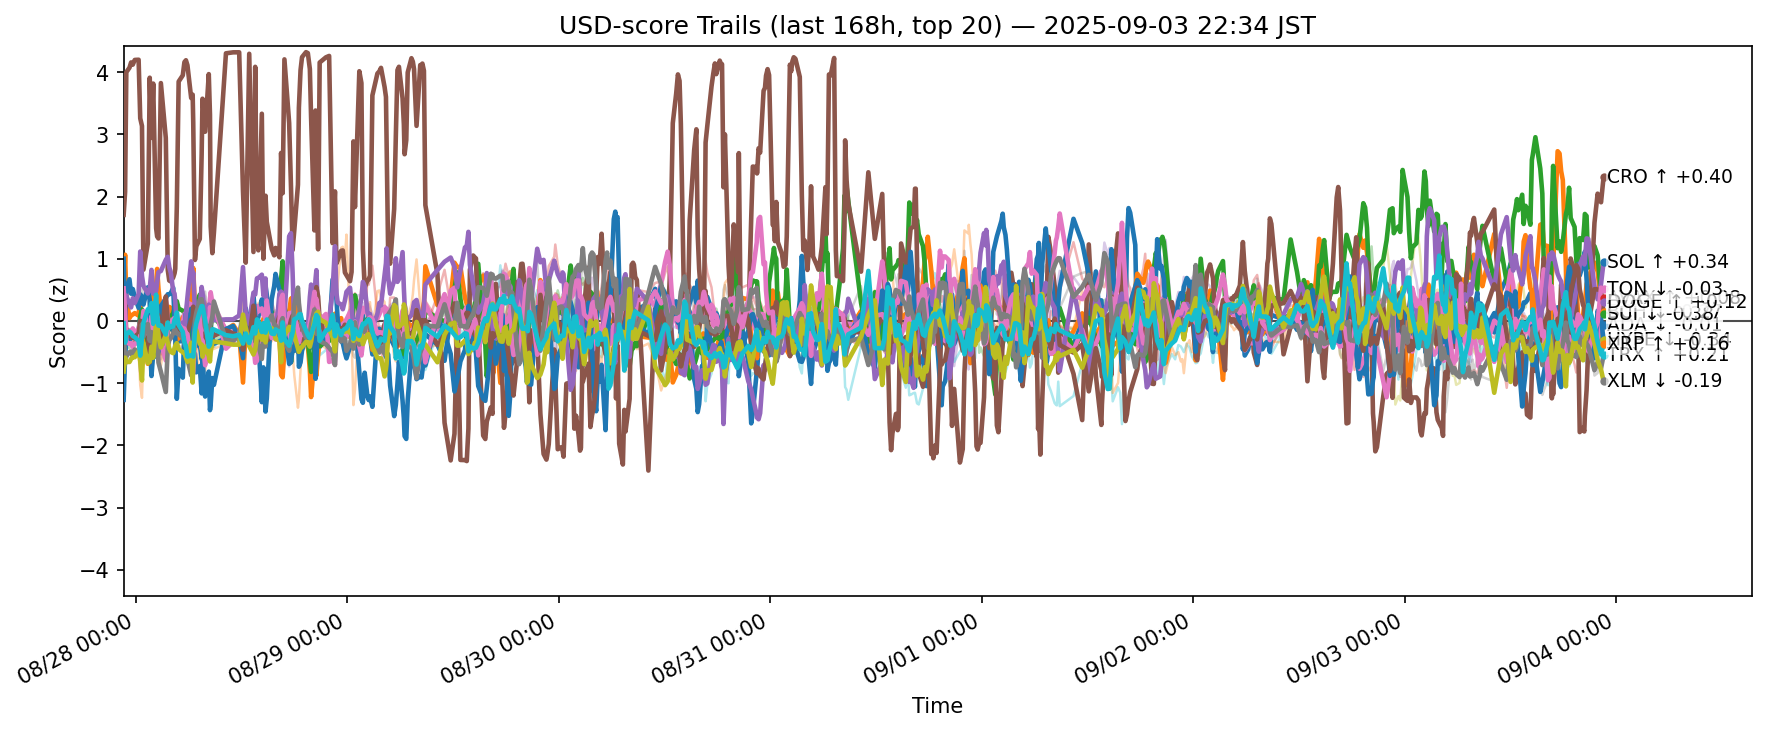 USD-score Trails (last 168h, top 20) — 2025-09-03 22:34 JST
Score (z)
4
3
2
1
0
−1
−2
−3
−4
CRO ↑ +0.40
SOL ↑ +0.34
TON ↓ -0.03
DOGE ↑ +0.12
SUI ↓ -0.38
ADA ↓ -0.01
XRP ↑ +0.16
TRX ↑ +0.21
XLM ↓ -0.19
08/28 00:00
08/29 00:00
08/30 00:00
08/31 00:00
09/01 00:00
09/02 00:00
09/03 00:00
09/04 00:00
Time